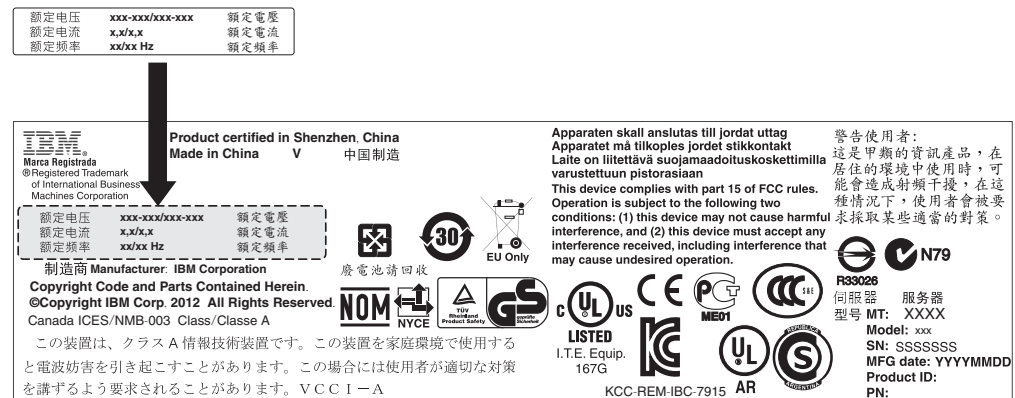 额定电压 xxx-xxx/xxx-xxx 額定電壓
额定电流 x,x/x,x 額定電流
额定频率 xx/xx Hz 額定頻率
IBM®
Marca Registrada
® Registered Trademark
of International Business
Machines Corporation
Product certified in Shenzhen, China
Made in China V 中国制造
额定电压 xxx-xxx/xxx-xxx 額定電壓
额定电流 x,x/x,x 額定電流
额定频率 xx/xx Hz 額定頻率
制造商 Manufacturer: IBM Corporation
Copyright Code and Parts Contained Herein.
©Copyright IBM Corp. 2012 All Rights Reserved.
Canada ICES/NMB-003 Class/Classe A
この装置は、クラスA情報技術装置です。この装置を家庭環境で使用する
と電波妨害を引き起こすことがあります。この場合には使用者が適切な対策
を講ずるよう要求されることがあります。VCCI-A
廢電池請回收
30
EU Only
NOM
NYCE
TÜV
Rheinland
Product Safety
GS
geprüfte
Sicherheit
Apparaten skall anslutas till jordat uttag
Apparatet må tilkoples jordet stikkontakt
Laite on liitettävä suojamaadoituskoskettimilla
varustettuun pistorasiaan
This device complies with part 15 of FCC rules.
Operation is subject to the following two
conditions: (1) this device may not cause harmful
interference, and (2) this device must accept any
interference received, including interference that
may cause undesired operation.
C UL US
LISTED
I.T.E. Equip.
167G
CE
KC
KCC-REM-IBC-7915
PCT
ME01
UL
AR
CCC S&E
REPUBLICA
S
ARGENTINA
警告使用者:
這是甲類的資訊產品，在
居住的環境中使用時，可
能會造成射頻干擾，在這
種情況下，使用者會被要
求採取某些適當的對策。
R33026
N79
伺服器 服务器
型号 MT: XXXX
Model: xxx
SN: SSSSSSS
MFG date: YYYYMMDD
Product ID:
PN: